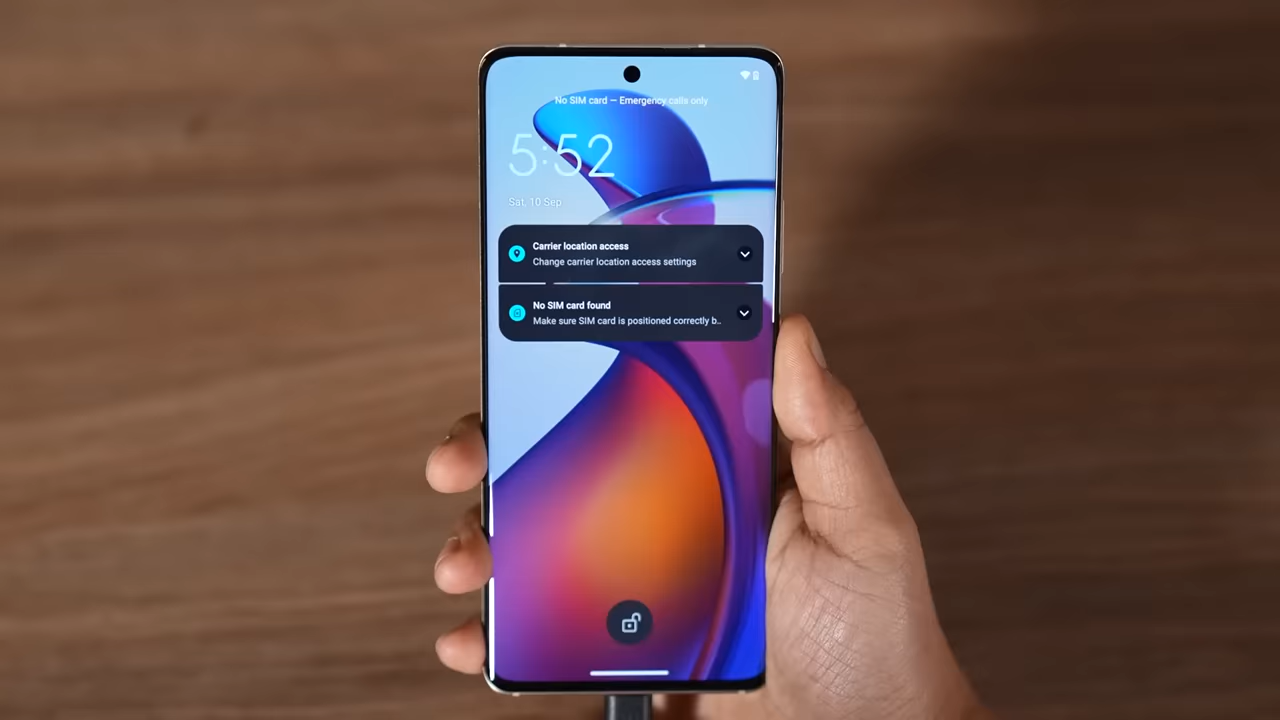 No SIM card — Emergency calls only
5:52
Sat, 10 Sep
Carrier location access
Change carrier location access settings
No SIM card found
Make sure SIM card is positioned correctly b..